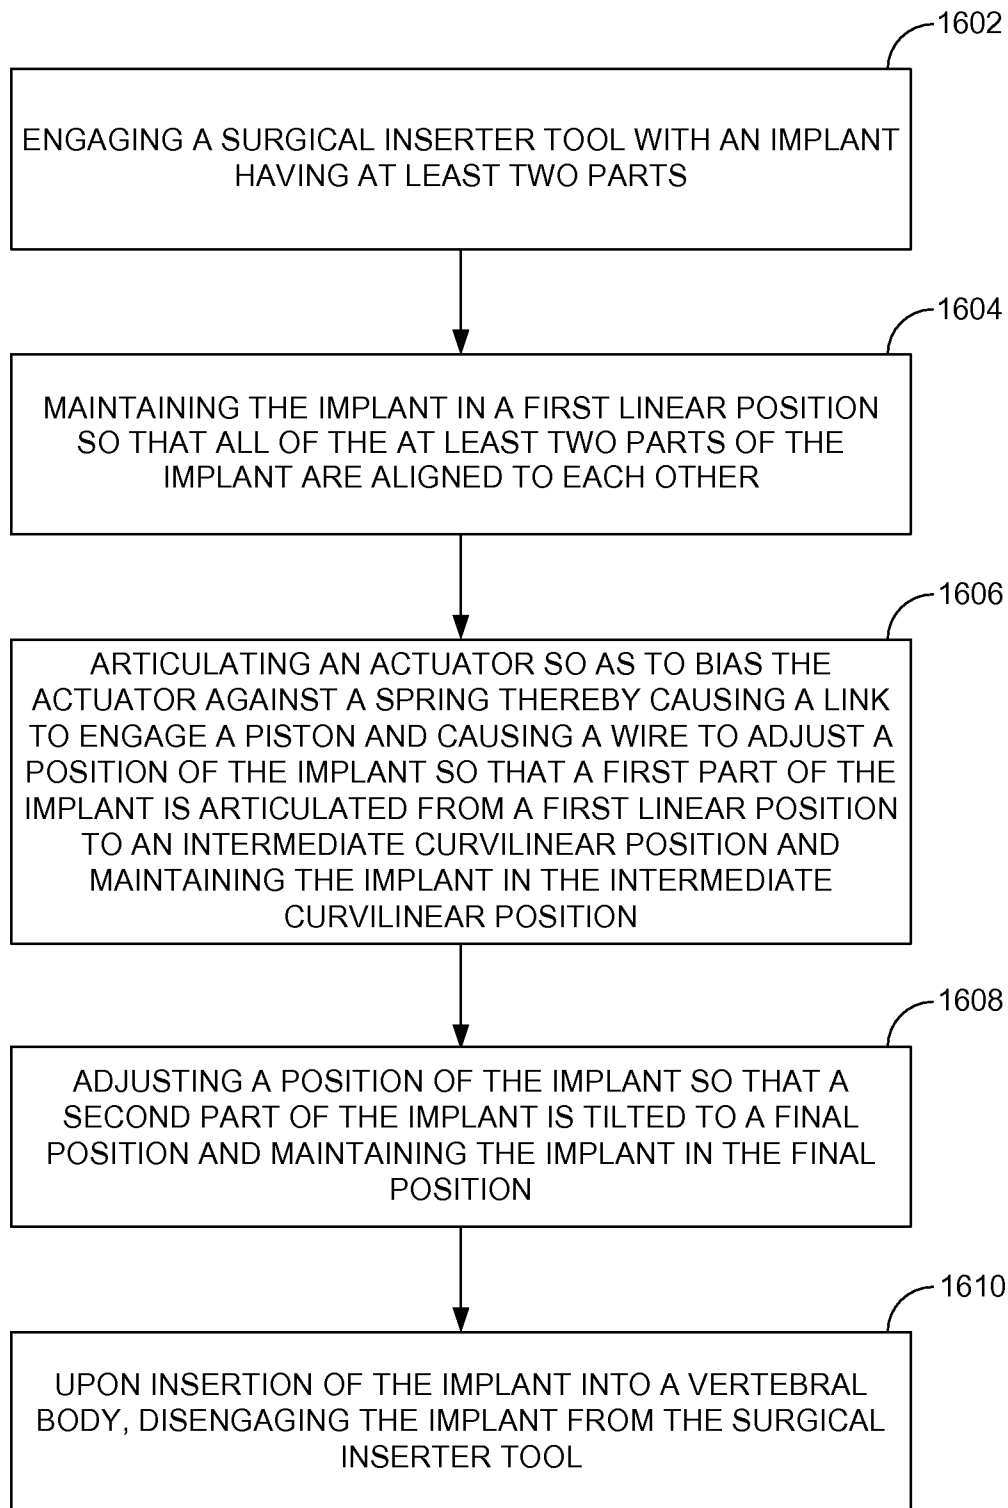 1602
ENGAGING A SURGICAL INSERTER TOOL WITH AN IMPLANT
HAVING AT LEAST TWO PARTS
1604
MAINTAINING THE IMPLANT IN A FIRST LINEAR POSITION
SO THAT ALL OF THE AT LEAST TWO PARTS OF THE
IMPLANT ARE ALIGNED TO EACH OTHER
1606
ARTICULATING AN ACTUATOR SO AS TO BIAS THE
ACTUATOR AGAINST A SPRING THEREBY CAUSING A LINK
TO ENGAGE A PISTON AND CAUSING A WIRE TO ADJUST A
POSITION OF THE IMPLANT SO THAT A FIRST PART OF THE
IMPLANT IS ARTICULATED FROM A FIRST LINEAR POSITION
TO AN INTERMEDIATE CURVILINEAR POSITION AND
MAINTAINING THE IMPLANT IN THE INTERMEDIATE
CURVILINEAR POSITION
1608
ADJUSTING A POSITION OF THE IMPLANT SO THAT A
SECOND PART OF THE IMPLANT IS TILTED TO A FINAL
POSITION AND MAINTAINING THE IMPLANT IN THE FINAL
POSITION
1610
UPON INSERTION OF THE IMPLANT INTO A VERTEBRAL
BODY, DISENGAGING THE IMPLANT FROM THE SURGICAL
INSERTER TOOL